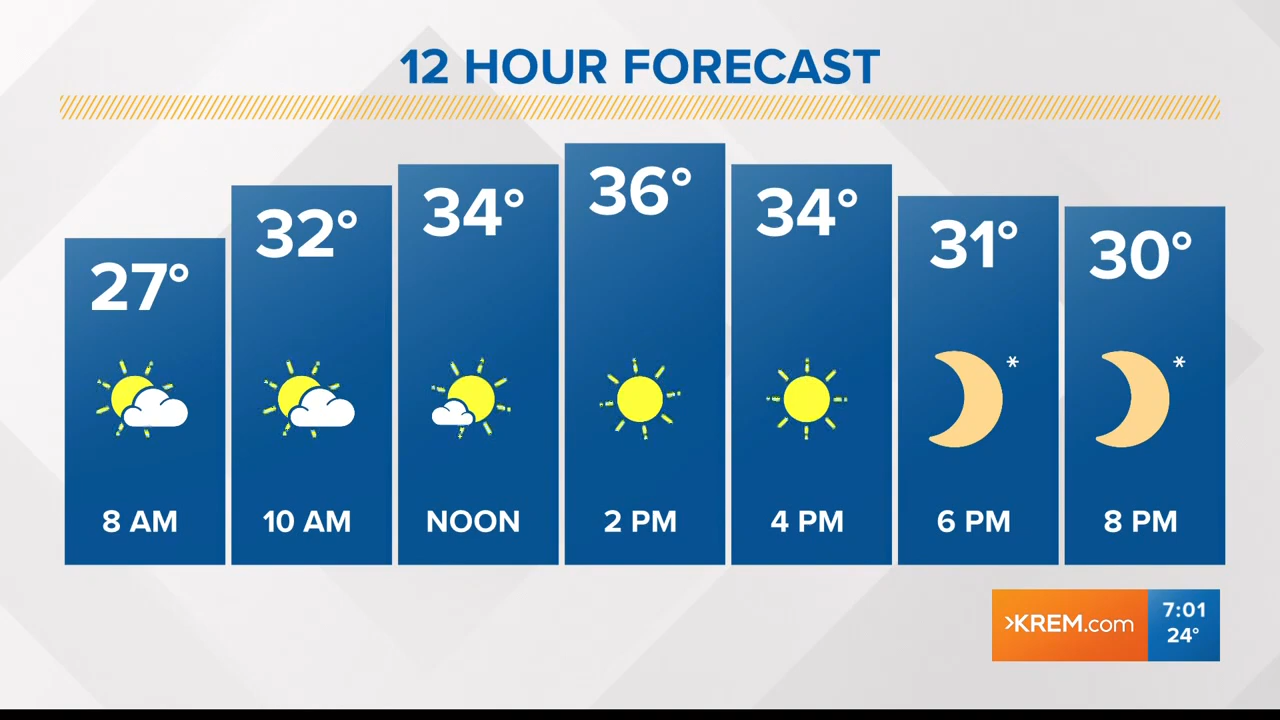 12 HOUR FORECAST
27° 32° 34° 36° 34° 31° 30°
8 AM 10 AM NOON 2 PM 4 PM 6 PM 8 PM
KREM.com
7:01
24°